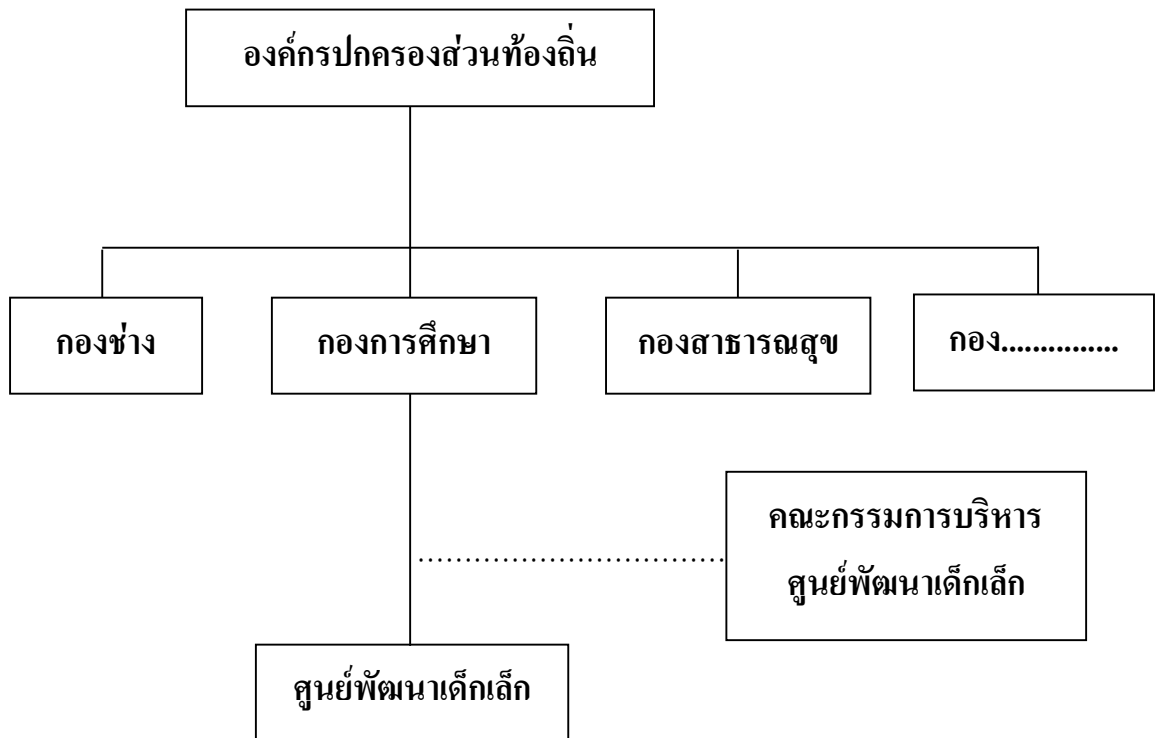 องค์กรปกครองส่วนท้องถิ่น
กองช่าง
กองการศึกษา
กองสาธารณสุข
กอง...............
คณะกรรมการบริหาร
ศูนย์พัฒนาเด็กเล็ก
ศูนย์พัฒนาเด็กเล็ก